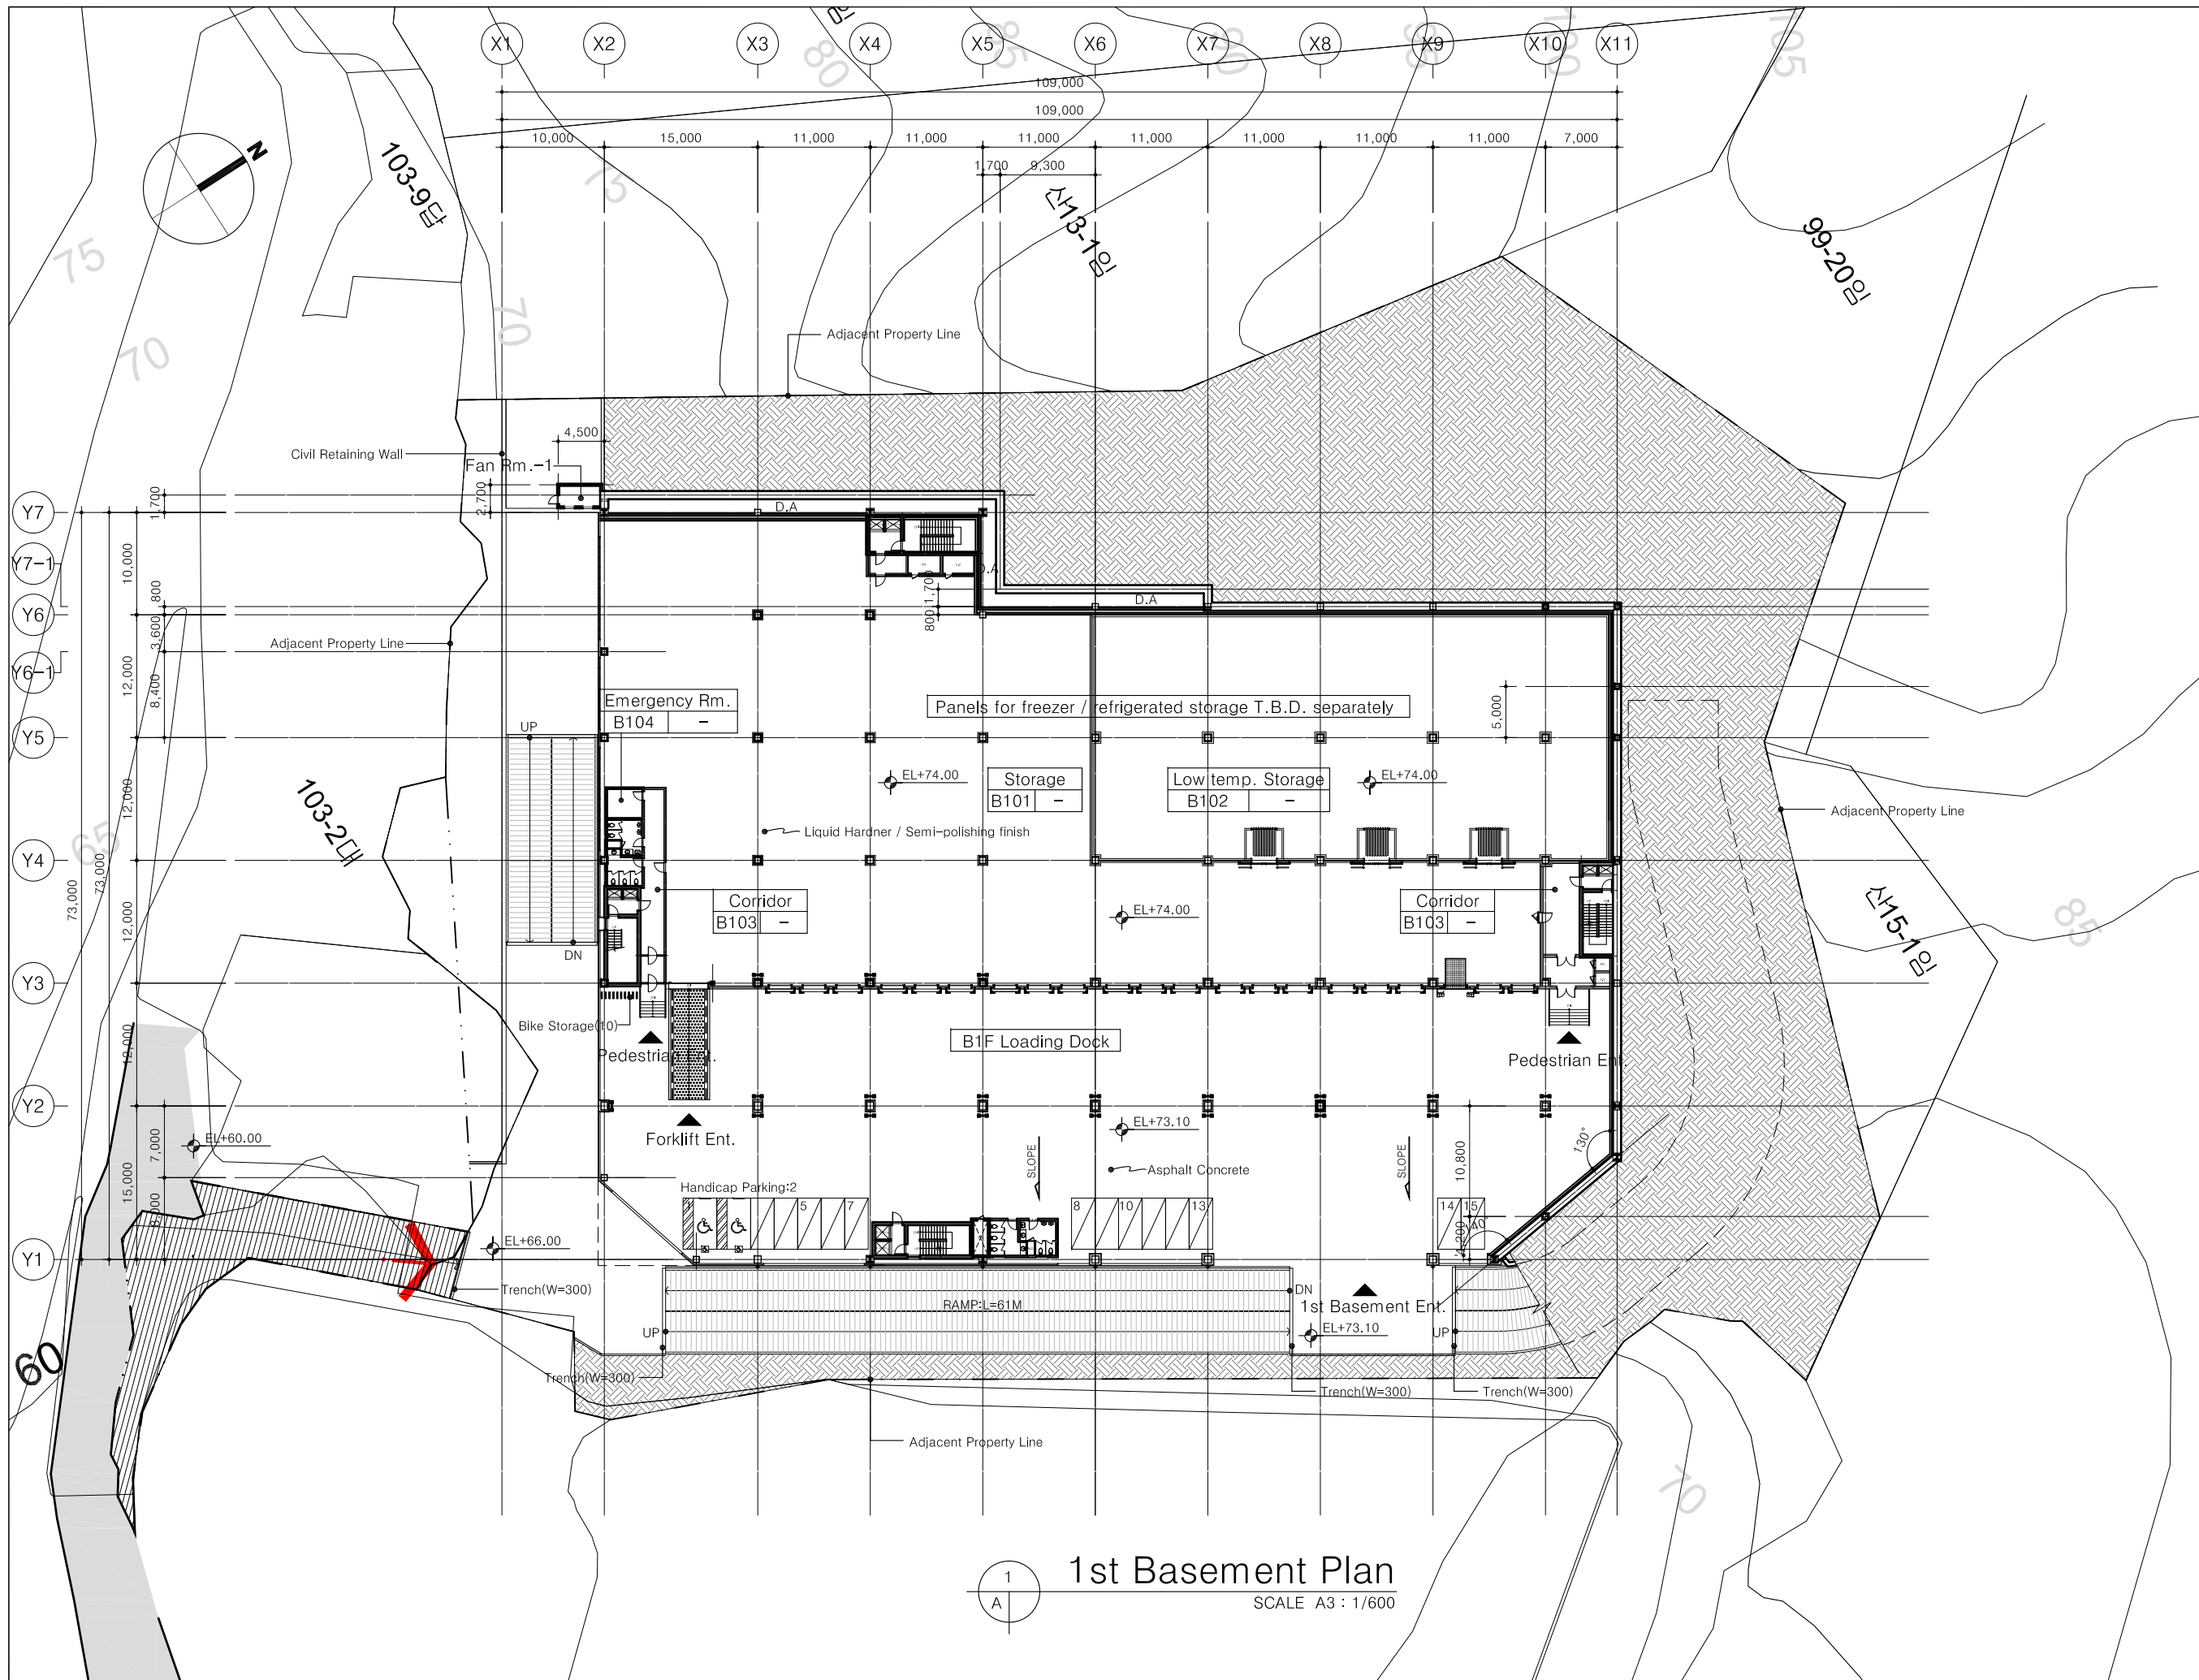 X1 X2 X3 X4 X5 X6 X7 X8 X9 X10 X11
80 85 90 95 100 105
109,000
109,000
10,000 15,000 11,000 11,000 11,000 11,000 11,000 11,000 11,000 7,000
1,700 9,300
N
103-9답
산13-1임
99-20임
75
75
70
70
Adjacent Property Line
4,500
Civil Retaining Wall
Fan Rm.-1
2,700
1,700
Y7
D.A
Y7-1
10,000
D.A
1,700
800
D.A
Y6
800
3,600
Adjacent Property Line
Y6-1
12,000
8,400
Emergency Rm.
B104 -
Panels for freezer / refrigerated storage T.B.D. separately
5,000
UP
Y5
EL+74.00
Storage
B101 -
Low temp. Storage
B102 -
EL+74.00
103-2대
12,000
Liquid Hardner / Semi-polishing finish
Adjacent Property Line
65
Y4
73,000
73,000
Corridor
B103 -
EL+74.00
Corridor
B103 -
산15-1임
85
12,000
DN
Y3
Bike Storage(10)
12,000
Pedestrian Ent.
B1F Loading Dock
Pedestrian Ent.
Y2
EL+60.00
Forklift Ent.
EL+73.10
130°
7,000
15,000
8,000
SLOPE
Asphalt Concrete
SLOPE
10,800
Handicap Parking:2
5 7 8 10 13 14 15
4,200
EL+66.00
Y1
Trench(W=300)
RAMP:L=61M
DN
1st Basement Ent.
UP
EL+73.10
UP
60
Trench(W=300)
Trench(W=300)
Trench(W=300)
Adjacent Property Line
70
1
A
1st Basement Plan
SCALE A3 : 1/600